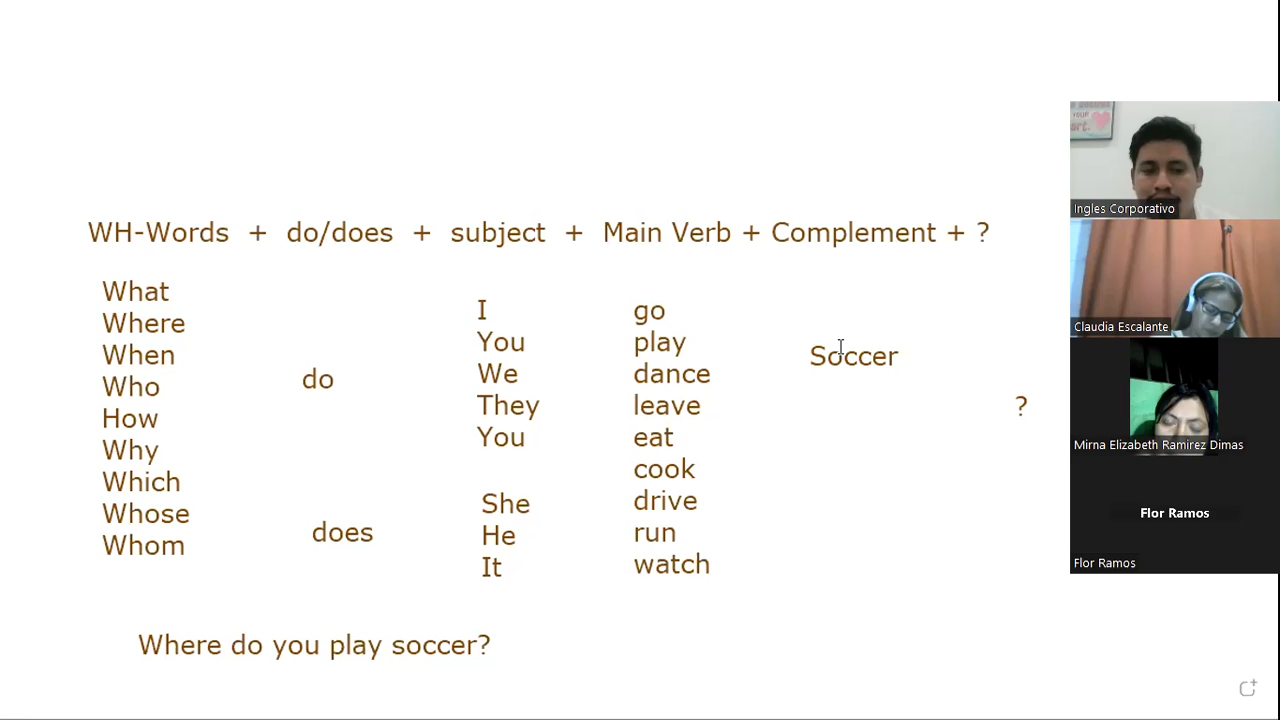 WH-Words + do/does + subject + Main Verb + Complement + ?
What
Where
When
Who
How
Why
Which
Whose
Whom
do
does
I
You
We
They
You
She
He
It
go
play
dance
leave
eat
cook
drive
run
watch
Soccer
?
Where do you play soccer?
Ingles Corporativo
Claudia Escalante
Mirna Elizabeth Ramirez Dimas
Flor Ramos
Flor Ramos